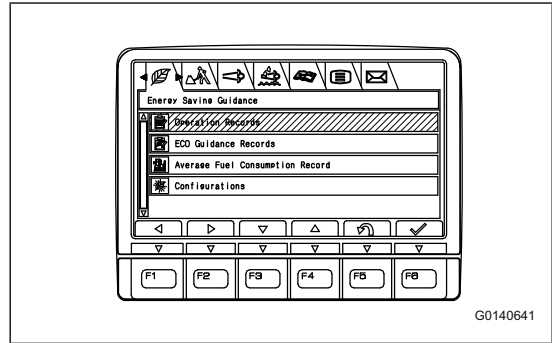 Energy Saving Guidance
Operation Records
ECO Guidance Records
Average Fuel Consumption Record
Configurations
F1 F2 F3 F4 F5 F6
G0140641